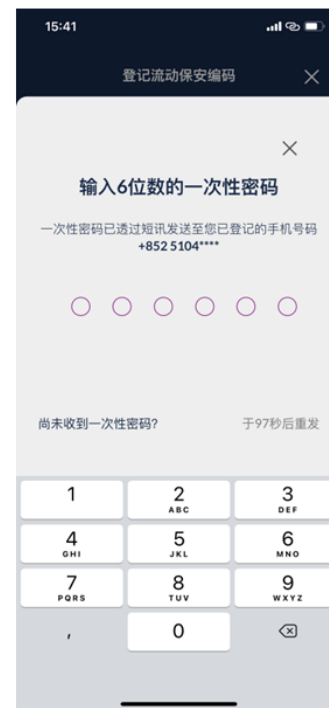 15:41
登记流动保安编码
输入6位数的一次性密码
一次性密码已透过短讯发送至您已登记的手机号码
+852 5104****
尚未收到一次性密码? 于97秒后重发
1 2 3
ABC DEF
4 5 6
GHI JKL MNO
7 8 9
PQRS TUV WXYZ
, 0